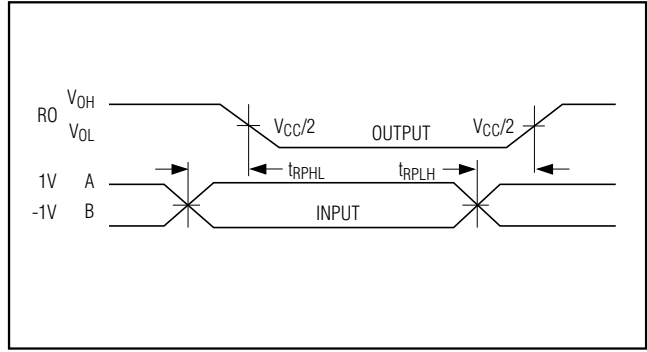 RO VOH
VOL
VCC/2 OUTPUT VCC/2
tRPHL tRPLH
1V A
-1V B INPUT